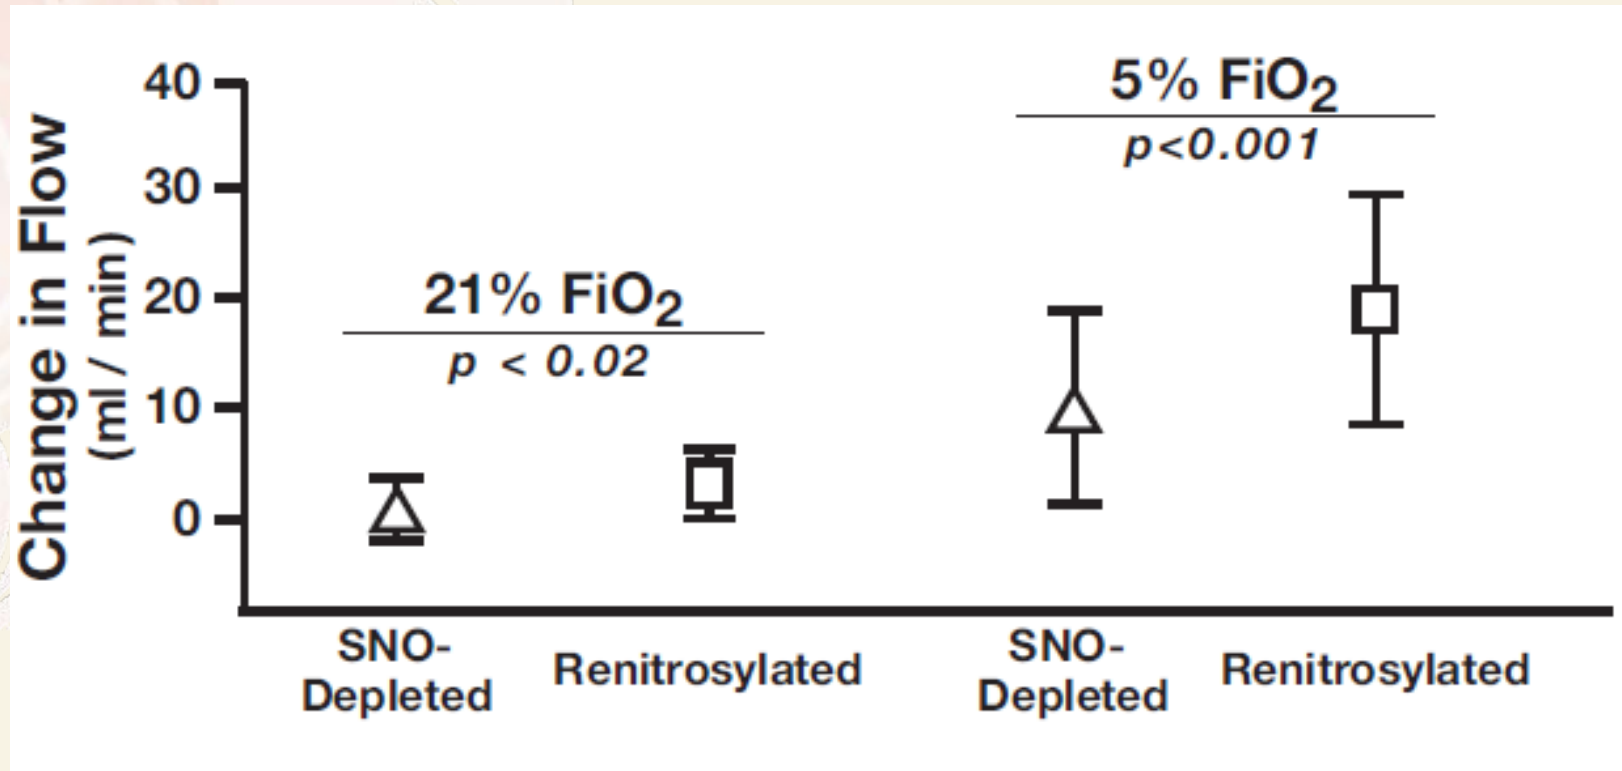 Change in Flow
(ml / min)
40
30
20
10
0
21% FiO₂
p < 0.02
5% FiO₂
p<0.001
SNO-
Depleted
Renitrosylated
SNO-
Depleted
Renitrosylated